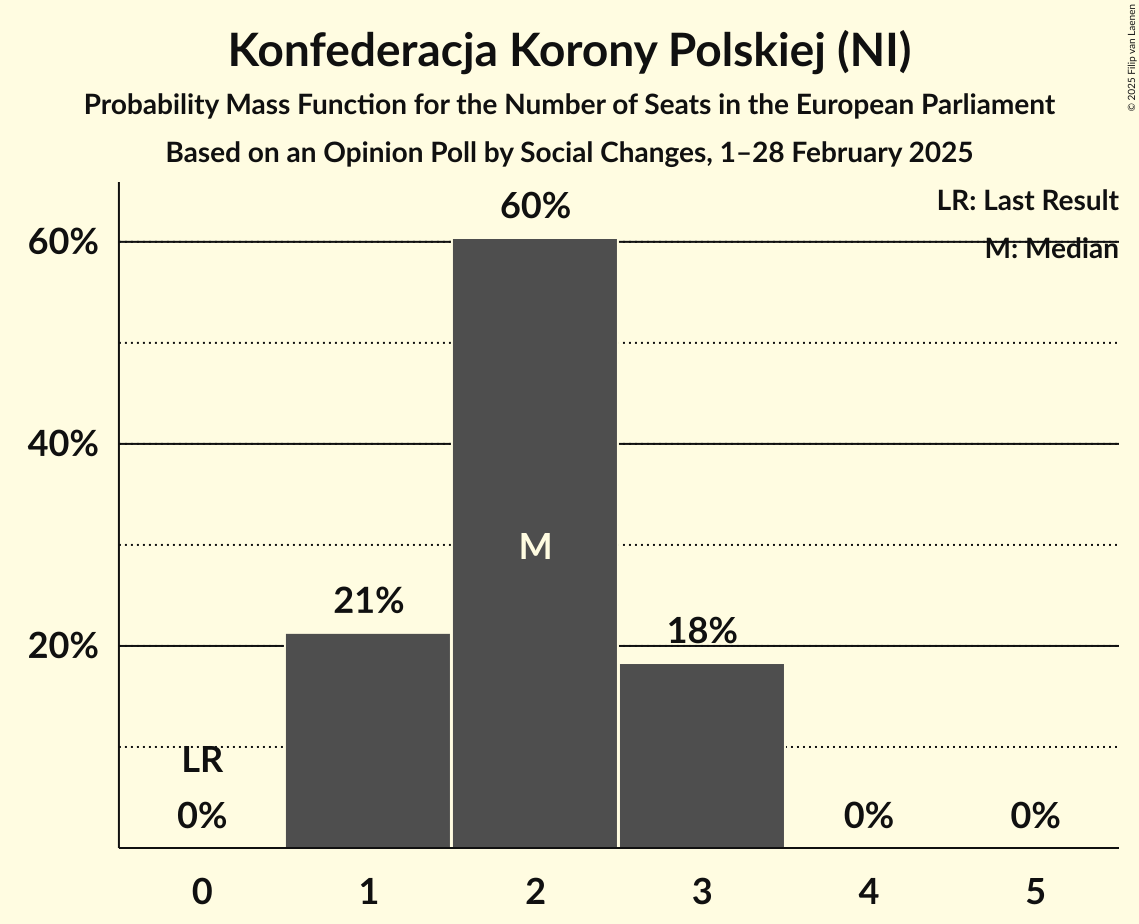 Konfederacja Korony Polskiej (NI)
Probability Mass Function for the Number of Seats in the European Parliament
Based on an Opinion Poll by Social Changes, 1–28 February 2025
© 2025 Filip van Laenen
LR: Last Result
M: Median
60%
40%
20%
LR
0%
21%
60%
M
18%
0%
0%
0
1
2
3
4
5